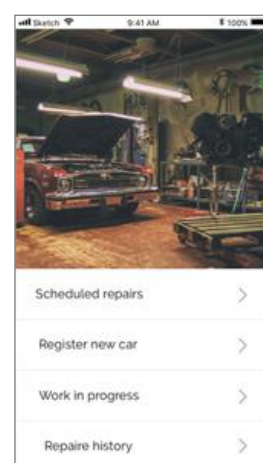 Sketch 9:41 AM 100%
Scheduled repairs
Register new car
Work in progress
Repaire history